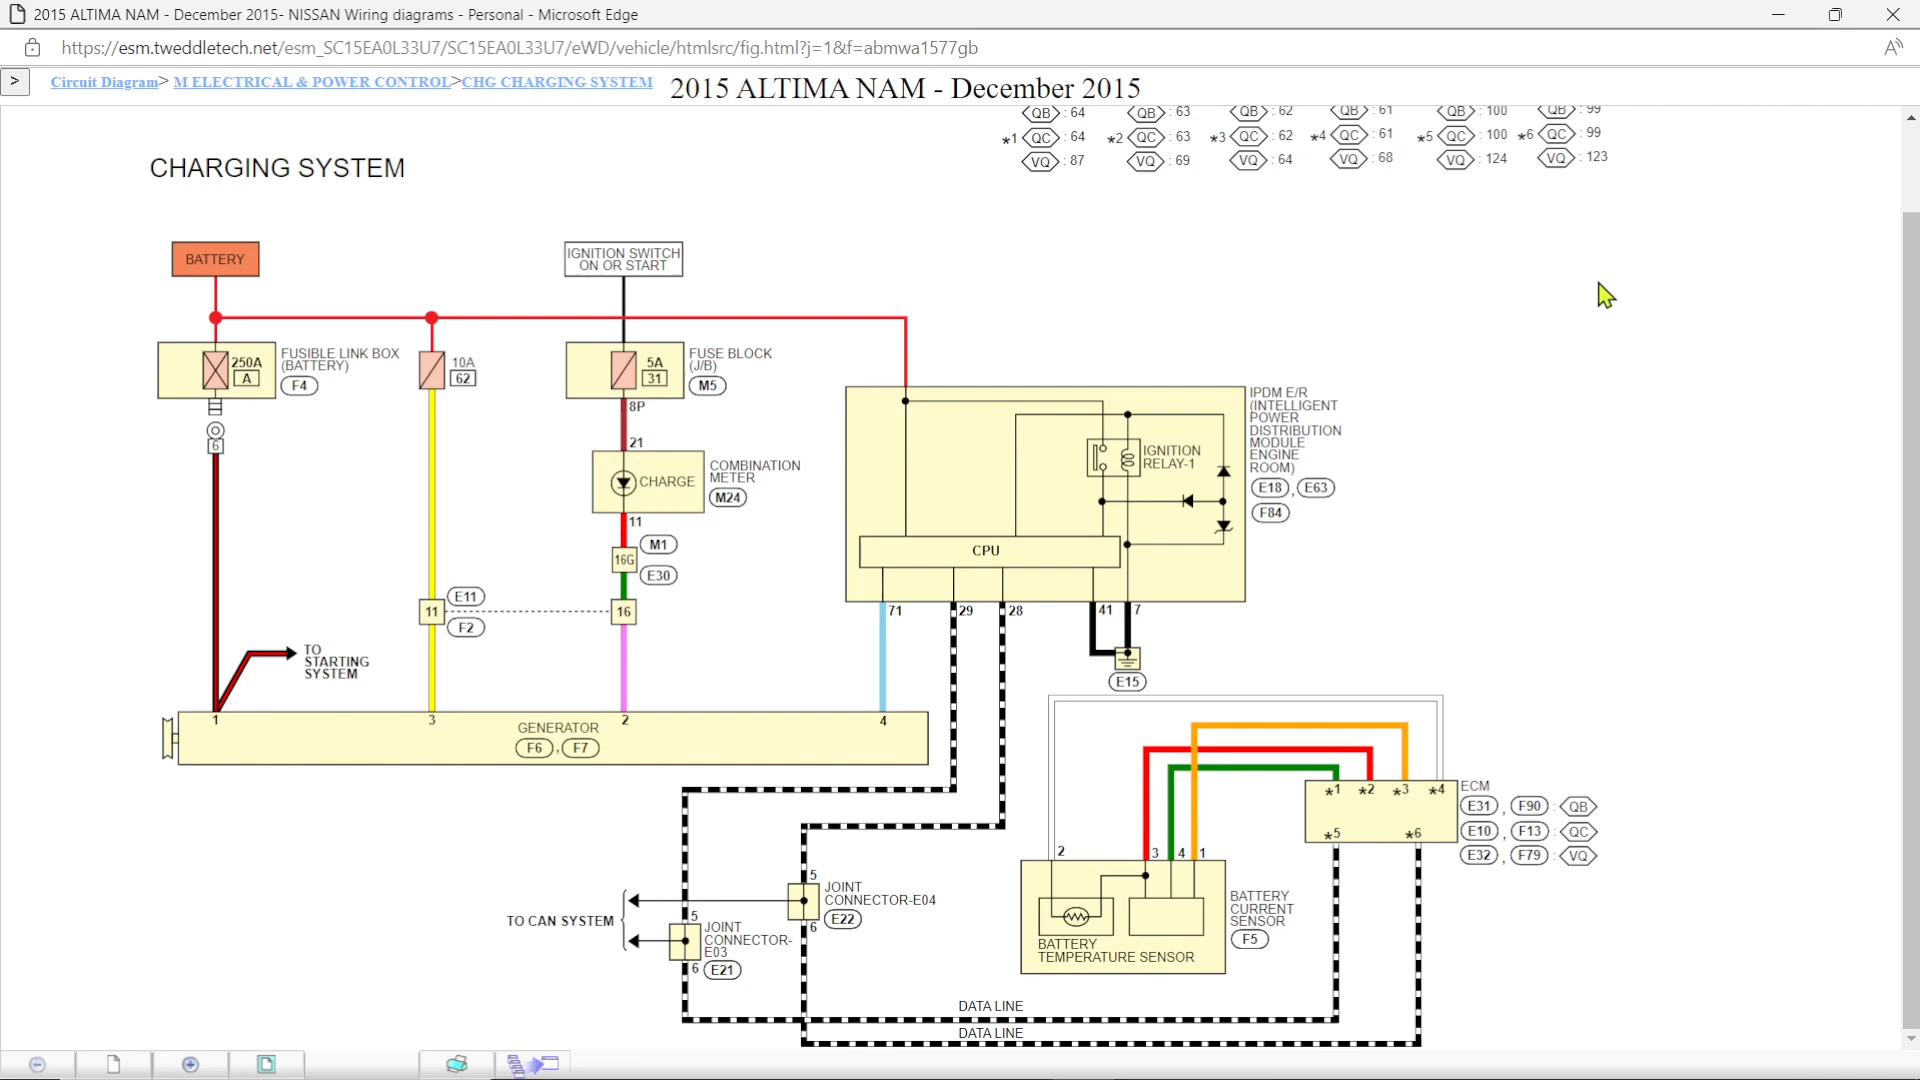 2015 ALTIMA NAM - December 2015- NISSAN Wiring diagrams - Personal - Microsoft Edge
https://esm.tweddletech.net/esm_SC15EA0L33U7/SC15EA0L33U7/eWD/vehicle/htmlsrc/fig.html?j=1&f=abmwa1577gb
> Circuit Diagram> M ELECTRICAL & POWER CONTROL>CHG CHARGING SYSTEM 2015 ALTIMA NAM - December 2015
QB : 64 QB : 63 QB : 62 QB : 61 QB : 100 QB : 99
*1 QC : 64 *2 QC : 63 *3 QC : 62 *4 QC : 61 *5 QC : 100 *6 QC : 99
VQ : 87 VQ : 69 VQ : 64 VQ : 68 VQ : 124 VQ : 123
CHARGING SYSTEM
BATTERY
IGNITION SWITCH
ON OR START
250A
A
FUSIBLE LINK BOX
(BATTERY)
F4
10A
62
5A
31
FUSE BLOCK
(J/B)
M5
8P
6
21
CHARGE
COMBINATION
METER
M24
11
M1
16G
E30
E11
11
16
F2
TO
STARTING
SYSTEM
IPDM E/R
(INTELLIGENT
POWER
DISTRIBUTION
MODULE
ENGINE
ROOM)
E18 , E63
F84
IGNITION
RELAY-1
CPU
71 29 28 41 7
E15
1 3 2 4
GENERATOR
F6 , F7
*1 *2 *3 *4
*5 *6
ECM
E31 , F90 : QB
E10 , F13 : QC
E32 , F79 : VQ
2 3 4 1
BATTERY
CURRENT
SENSOR
F5
BATTERY
TEMPERATURE SENSOR
5
JOINT
CONNECTOR-E04
E22
6
TO CAN SYSTEM
5
JOINT
CONNECTOR-
E03
6 E21
DATA LINE
DATA LINE